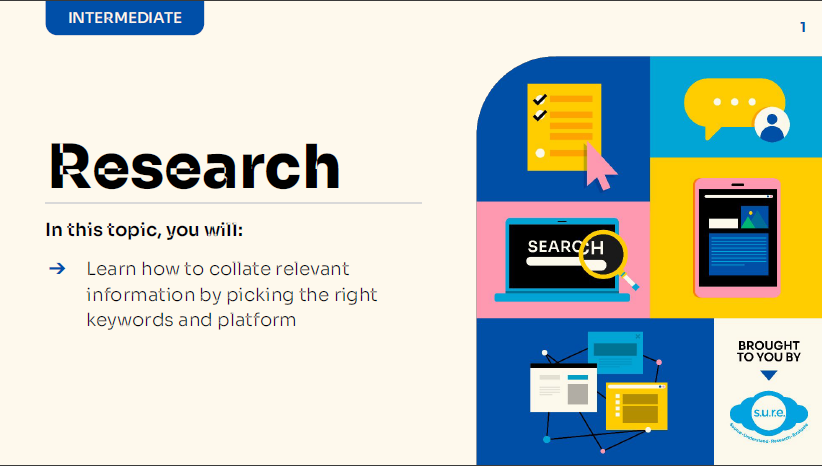 INTERMEDIATE
1
Research
In this topic, you will:
➔ Learn how to collate relevant
information by picking the right
keywords and platform
SEARCH
BROUGHT
TO YOU BY
s.u.r.e.
Source · Understand · Research · Evaluate